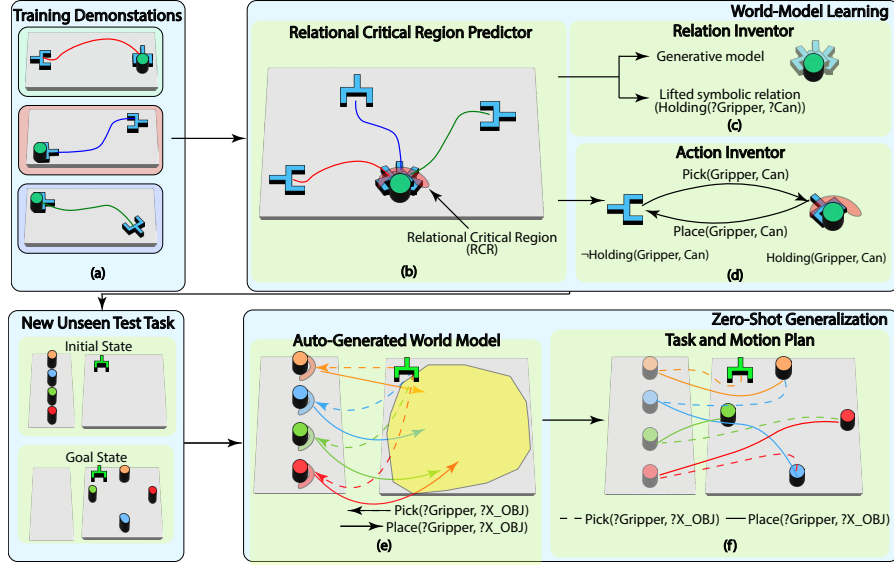 Training Demonstations
(a)
World-Model Learning
Relational Critical Region Predictor
Relational Critical Region
(RCR)
(b)
Relation Inventor
Generative model
Lifted symbolic relation
(Holding(?Gripper, ?Can))
(c)
Action Inventor
Pick(Gripper, Can)
Place(Gripper, Can)
¬Holding(Gripper, Can)
Holding(Gripper, Can)
(d)
New Unseen Test Task
Initial State
Goal State
Zero-Shot Generalization
Auto-Generated World Model
Pick(?Gripper, ?X_OBJ)
Place(?Gripper, ?X_OBJ)
(e)
Task and Motion Plan
Pick(?Gripper, ?X_OBJ)
Place(?Gripper, ?X_OBJ)
(f)